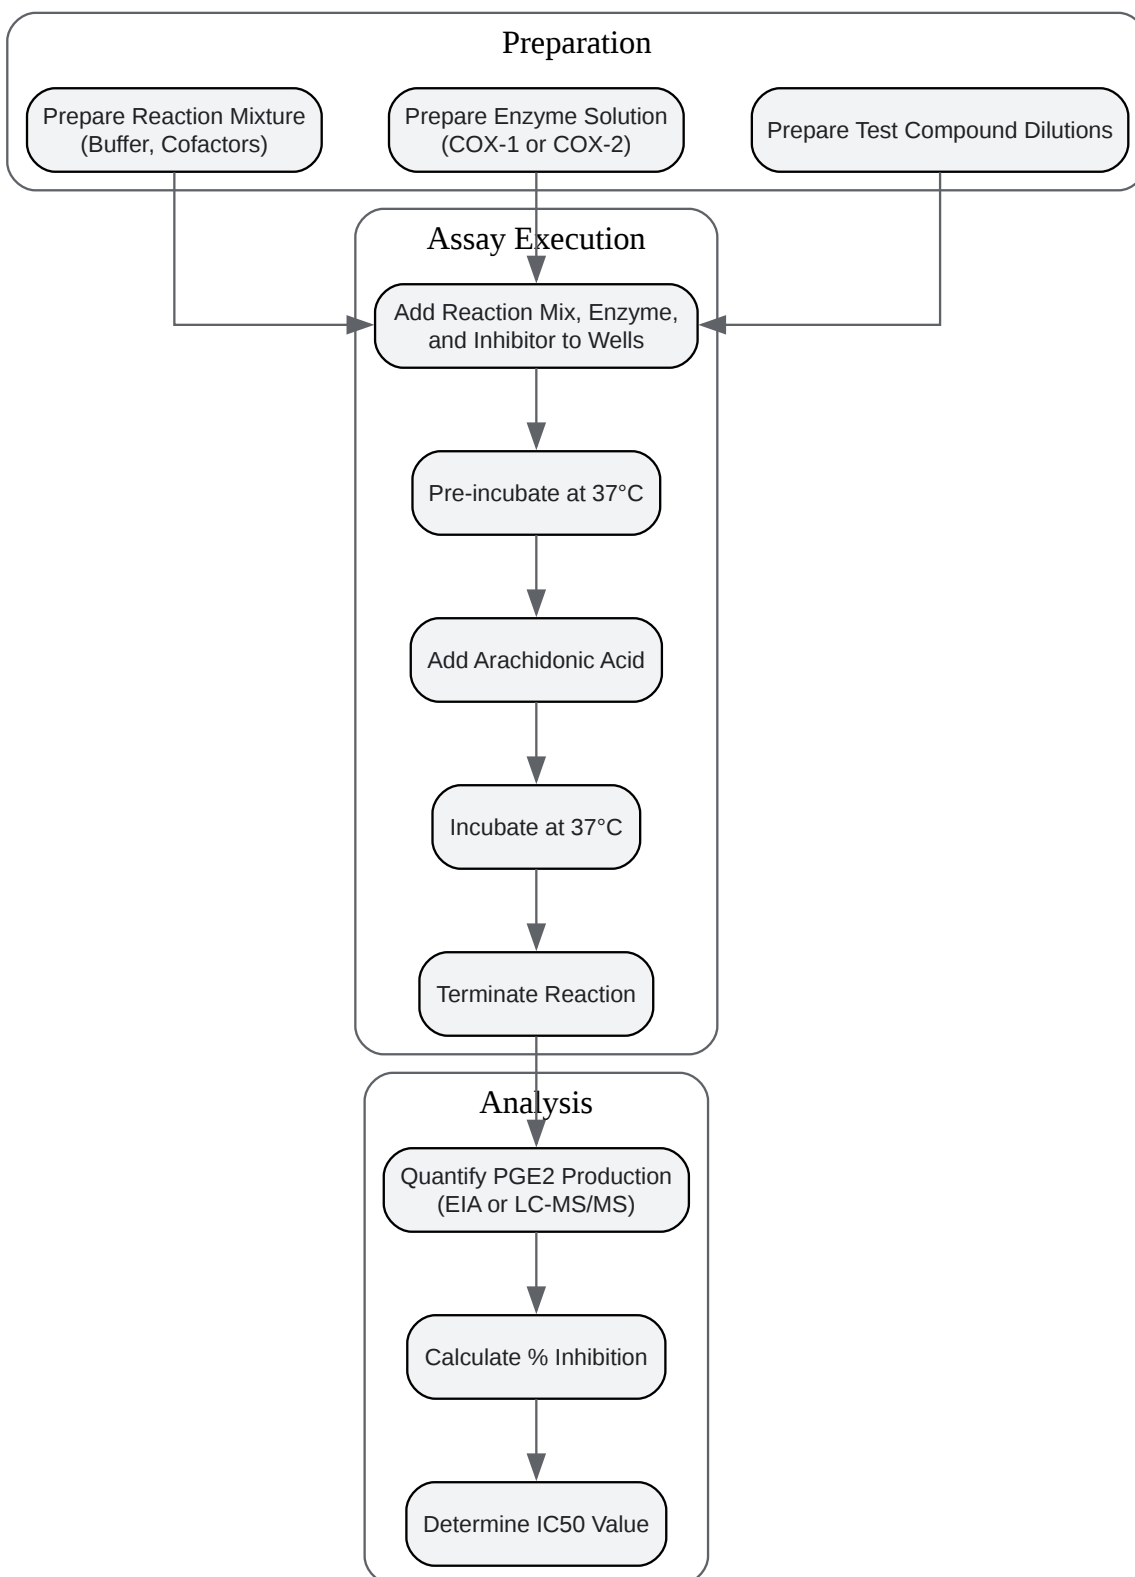 Preparation
Prepare Reaction Mixture
(Buffer, Cofactors)
Prepare Enzyme Solution
(COX-1 or COX-2)
Prepare Test Compound Dilutions
Assay Execution
Add Reaction Mix, Enzyme,
and Inhibitor to Wells
Pre-incubate at 37°C
Add Arachidonic Acid
Incubate at 37°C
Terminate Reaction
Analysis
Quantify PGE2 Production
(EIA or LC-MS/MS)
Calculate % Inhibition
Determine IC50 Value